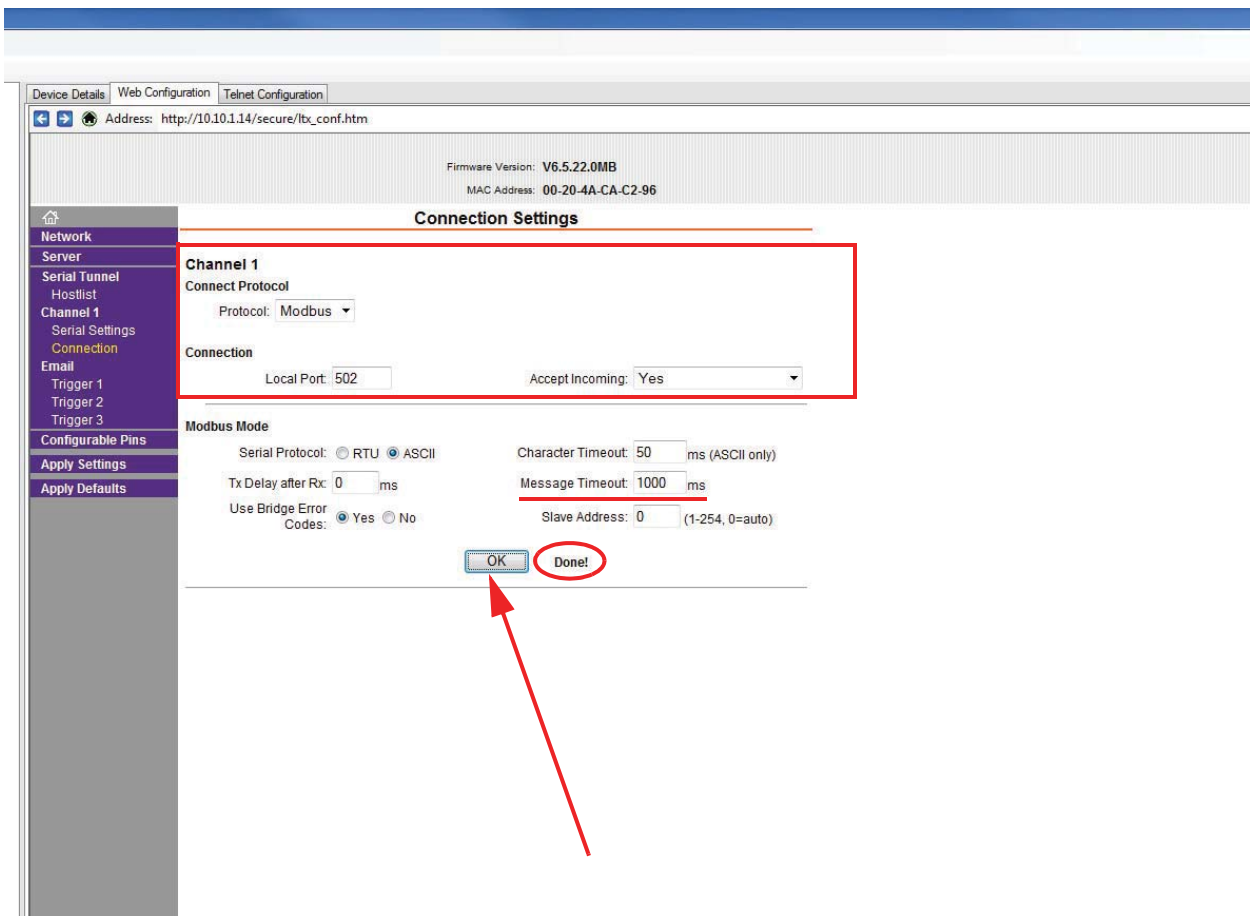 Device Details Web Configuration Telnet Configuration
Address: http://10.10.1.14/secure/ltx_conf.htm
Firmware Version: V6.5.22.0MB
MAC Address: 00-20-4A-CA-C2-96
Network
Server
Serial Tunnel
Hostlist
Channel 1
Serial Settings
Connection
Email
Trigger 1
Trigger 2
Trigger 3
Configurable Pins
Apply Settings
Apply Defaults
Connection Settings
Channel 1
Connect Protocol
Protocol: Modbus
Connection
Local Port: 502 Accept Incoming: Yes
Modbus Mode
Serial Protocol: RTU ASCII Character Timeout: 50 ms (ASCII only)
Tx Delay after Rx: 0 ms Message Timeout: 1000 ms
Use Bridge Error
Codes: Yes No Slave Address: 0 (1-254, 0=auto)
OK Done!